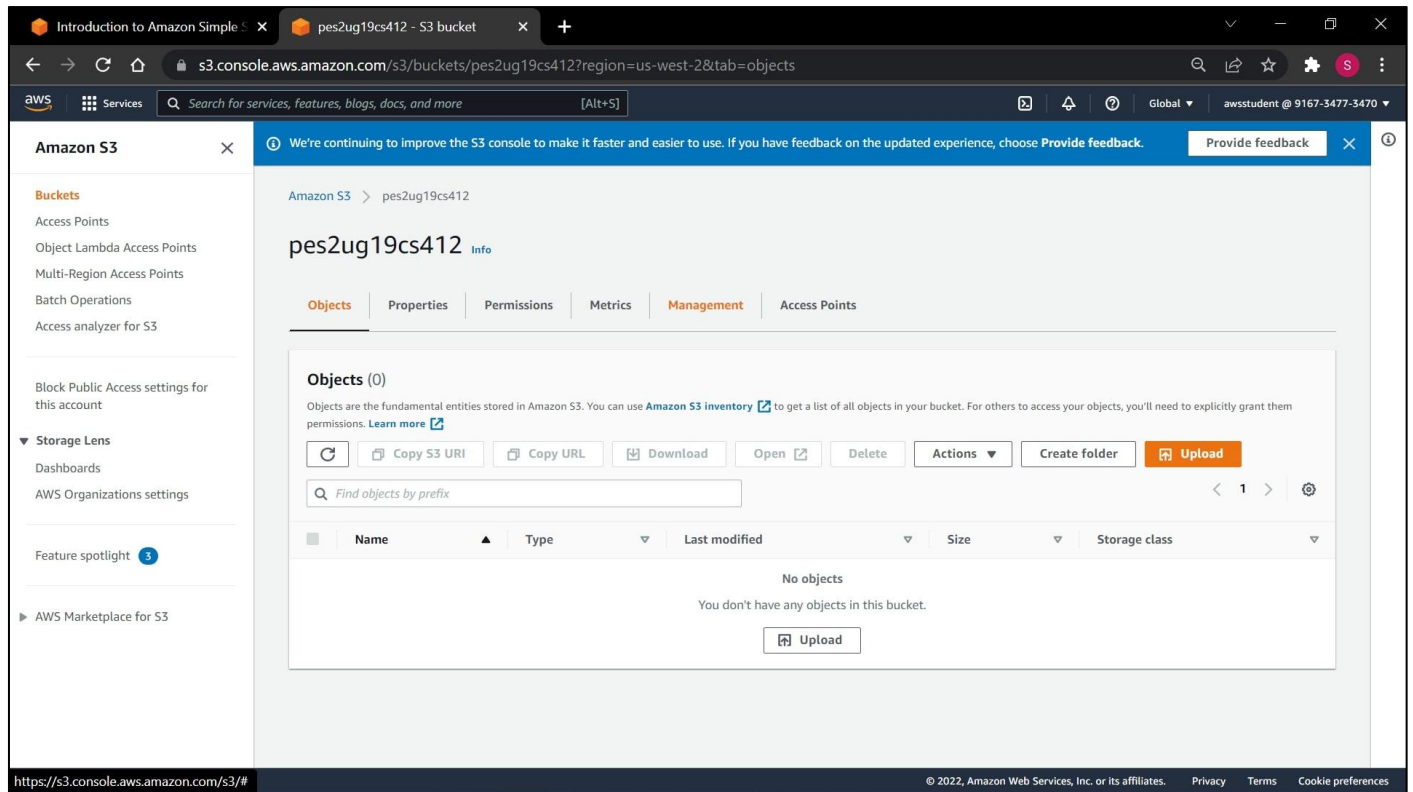 Introduction to Amazon Simple S
pes2ug19cs412 - S3 bucket
s3.console.aws.amazon.com/s3/buckets/pes2ug19cs412?region=us-west-2&tab=objects
S
aws
Services
Search for services, features, blogs, docs, and more
[Alt+S]
Global
awsstudent @ 9167-3477-3470
Amazon S3
We're continuing to improve the S3 console to make it faster and easier to use. If you have feedback on the updated experience, choose Provide feedback.
Provide feedback
Buckets
Access Points
Object Lambda Access Points
Multi-Region Access Points
Batch Operations
Access analyzer for S3
Block Public Access settings for
this account
Storage Lens
Dashboards
AWS Organizations settings
Feature spotlight 3
AWS Marketplace for S3
Amazon S3 > pes2ug19cs412
pes2ug19cs412 Info
Objects Properties Permissions Metrics Management Access Points
Objects (0)
Objects are the fundamental entities stored in Amazon S3. You can use Amazon S3 inventory to get a list of all objects in your bucket. For others to access your objects, you'll need to explicitly grant them
permissions. Learn more
Copy S3 URI Copy URL Download Open Delete Actions Create folder Upload
Find objects by prefix
1
Name Type Last modified Size Storage class
No objects
You don't have any objects in this bucket.
Upload
https://s3.console.aws.amazon.com/s3/#
© 2022, Amazon Web Services, Inc. or its affiliates. Privacy Terms Cookie preferences